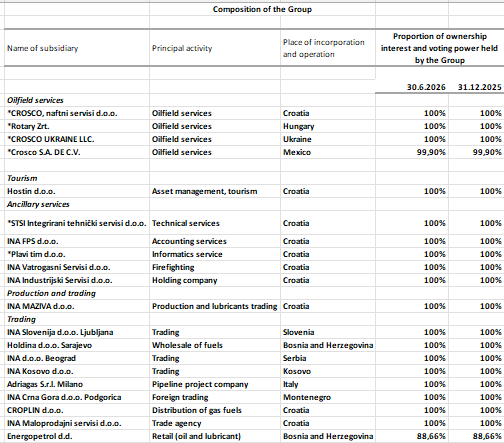 Composition of the Group
Name of subsidiary Principal activity Place of incorporation and operation Proportion of ownership interest and voting power held by the Group
30.6.2026 31.12.2025
Oilfield services
*CROSCO, naftni servisi d.o.o. Oilfield services Croatia 100% 100%
*Rotary Zrt. Oilfield services Hungary 100% 100%
*CROSCO UKRAINE LLC. Oilfield services Ukraine 100% 100%
*Crosco S.A. DE C.V. Oilfield services Mexico 99,90% 99,90%
Tourism
Hostin d.o.o. Asset management, tourism Croatia 100% 100%
Ancillary services
*STSI Integrirani tehnički servisi d.o.o. Technical services Croatia 100% 100%
INA FPS d.o.o. Accounting services Croatia 100% 100%
*Plavi tim d.o.o. Informatics service Croatia 100% 100%
INA Vatrogasni Servisi d.o.o. Firefighting Croatia 100% 100%
INA Industrijski Servisi d.o.o. Holding company Croatia 100% 100%
Production and trading
INA MAZIVA d.o.o. Production and lubricants trading Croatia 100% 100%
Trading
INA Slovenija d.o.o. Ljubljana Trading Slovenia 100% 100%
Holdina d.o.o. Sarajevo Wholesale of fuels Bosnia and Herzegovina 100% 100%
INA d.o.o. Beograd Trading Serbia 100% 100%
INA Kosovo d.o.o. Trading Kosovo 100% 100%
Adriagas S.r.l. Milano Pipeline project company Italy 100% 100%
INA Crna Gora d.o.o. Podgorica Foreign trading Montenegro 100% 100%
CROPLIN d.o.o. Distribution of gas fuels Croatia 100% 100%
INA Maloprodajni servisi d.o.o. Trade agency Croatia 100% 100%
Energopetrol d.d. Retail (oil and lubricant) Bosnia and Herzegovina 88,66% 88,66%